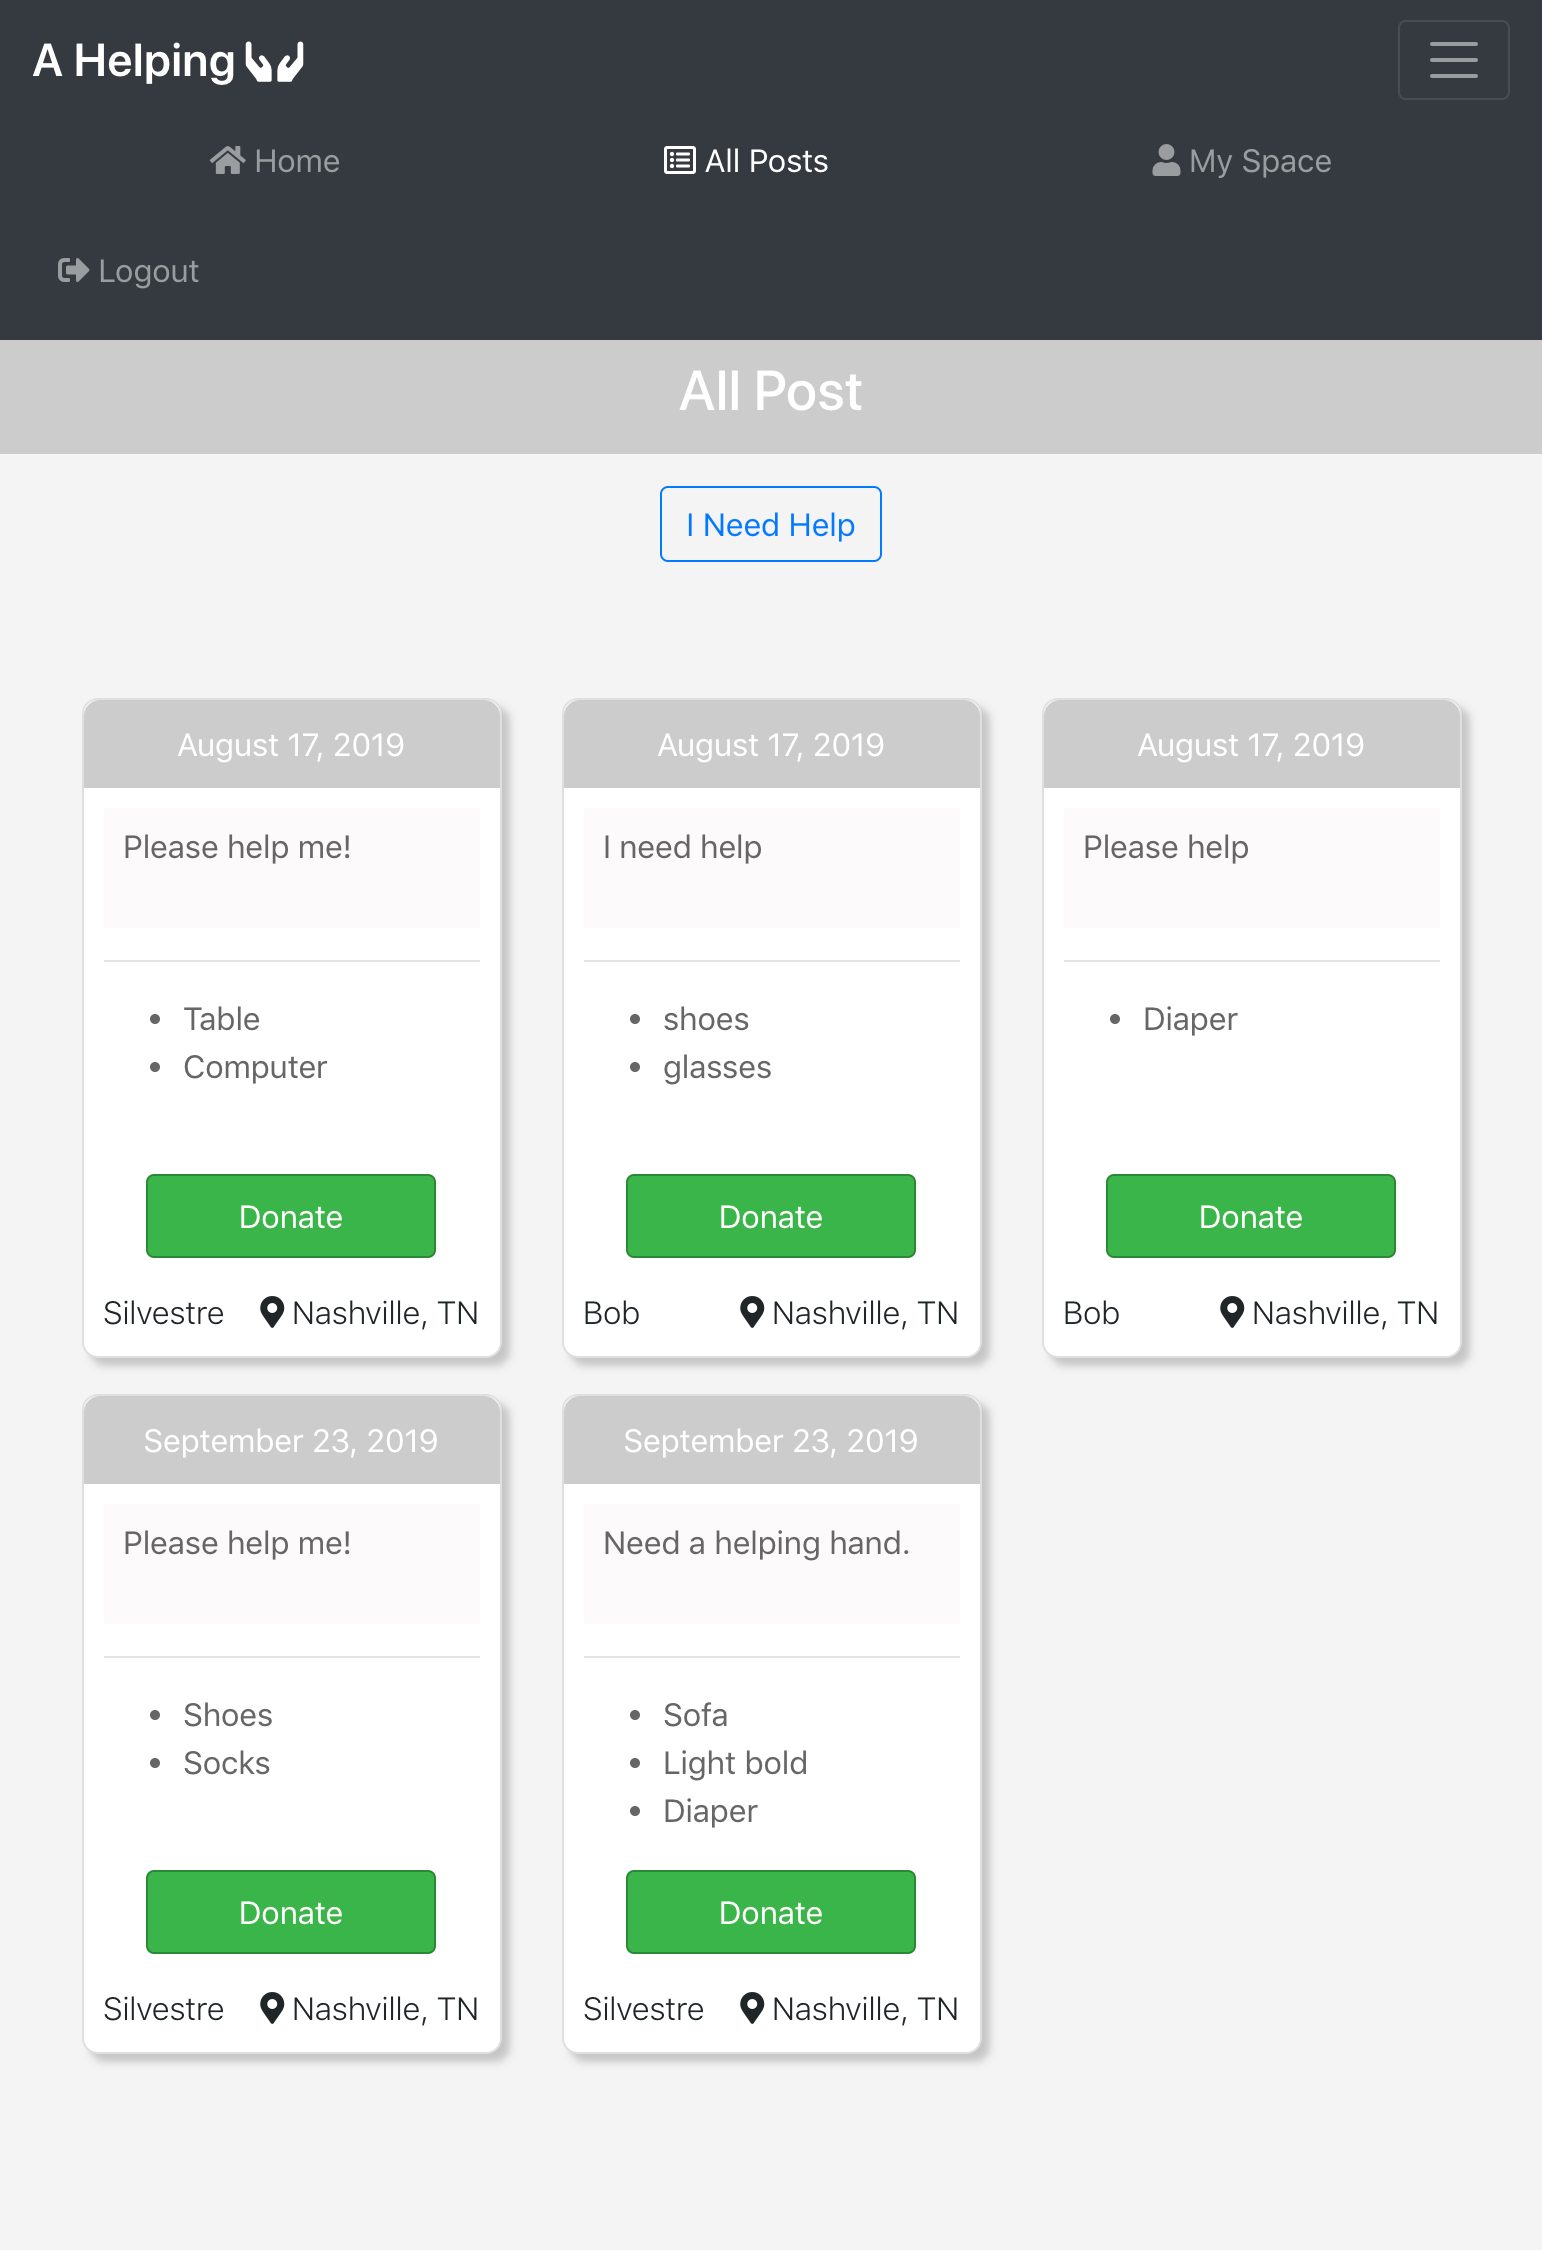 A Helping
Home
All Posts
My Space
Logout
All Post
I Need Help
August 17, 2019
Please help me!
Table
Computer
Donate
Silvestre Nashville, TN
August 17, 2019
I need help
shoes
glasses
Donate
Bob Nashville, TN
August 17, 2019
Please help
Diaper
Donate
Bob Nashville, TN
September 23, 2019
Please help me!
Shoes
Socks
Donate
Silvestre Nashville, TN
September 23, 2019
Need a helping hand.
Sofa
Light bold
Diaper
Donate
Silvestre Nashville, TN